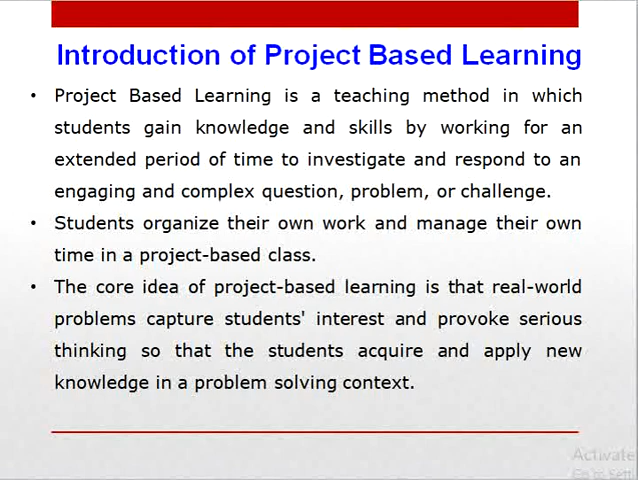 Introduction of Project Based Learning
• Project Based Learning is a teaching method in which
students gain knowledge and skills by working for an
extended period of time to investigate and respond to an
engaging and complex question, problem, or challenge.
• Students organize their own work and manage their own
time in a project-based class.
• The core idea of project-based learning is that real-world
problems capture students' interest and provoke serious
thinking so that the students acquire and apply new
knowledge in a problem solving context.
Activate
Go to Setti